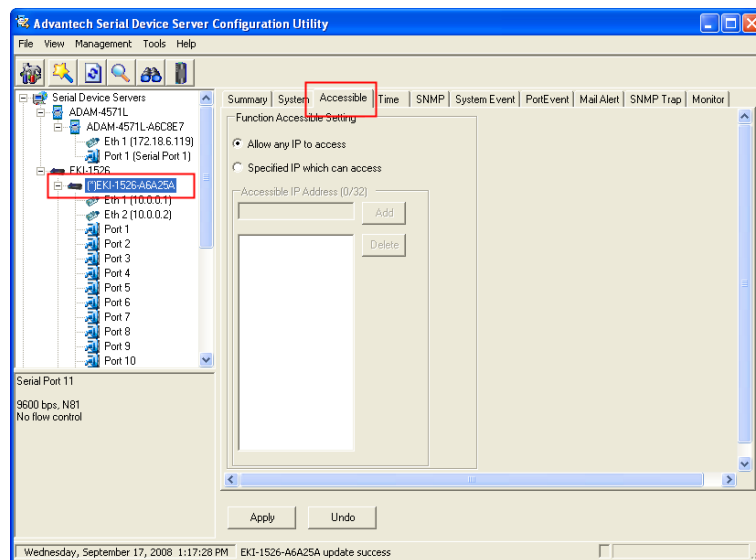 Advantech Serial Device Server Configuration Utility
File View Management Tools Help
Serial Device Servers
ADAM-4571L
ADAM-4571L-A6C8E7
Eth 1 (172.18.6.119)
Port 1 (Serial Port 1)
EKI-1526
(*)EKI-1526-A6A25A
Eth 1 (10.0.0.1)
Eth 2 (10.0.0.2)
Port 1
Port 2
Port 3
Port 4
Port 5
Port 6
Port 7
Port 8
Port 9
Port 10
Serial Port 11
9600 bps, N81
No flow control
Summary System Accessible Time SNMP System Event PortEvent Mail Alert SNMP Trap Monitor
Function Accessible Setting
Allow any IP to access
Specified IP which can access
Accessible IP Address (0/32)
Add
Delete
Apply Undo
Wednesday, September 17, 2008 1:17:28 PM EKI-1526-A6A25A update success